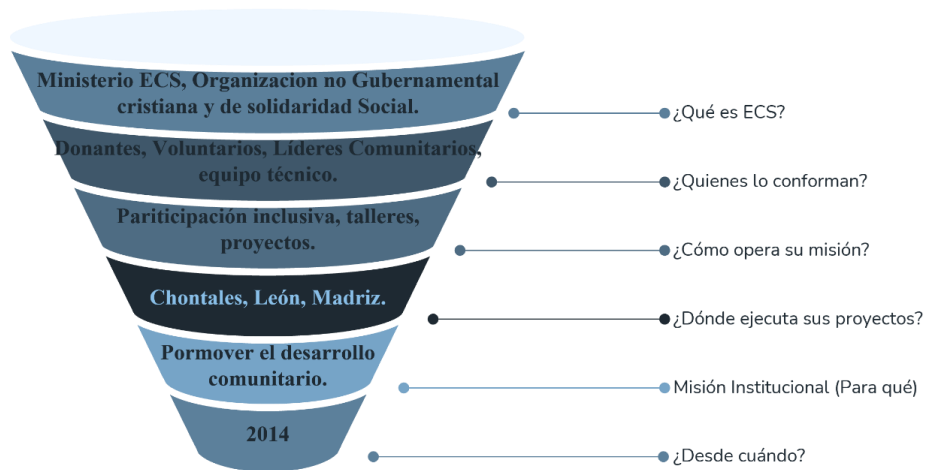 Ministerio ECS, Organizacion no Gubernamental
cristiana y de solidaridad Social.
¿Qué es ECS?
Donantes, Voluntarios, Líderes Comunitarios,
equipo técnico.
¿Quienes lo conforman?
Pariticipación inclusiva, talleres,
proyectos.
¿Cómo opera su misión?
Chontales, León, Madriz.
¿Dónde ejecuta sus proyectos?
Pormover el desarrollo
comunitario.
Misión Institucional (Para qué)
2014
¿Desde cuándo?